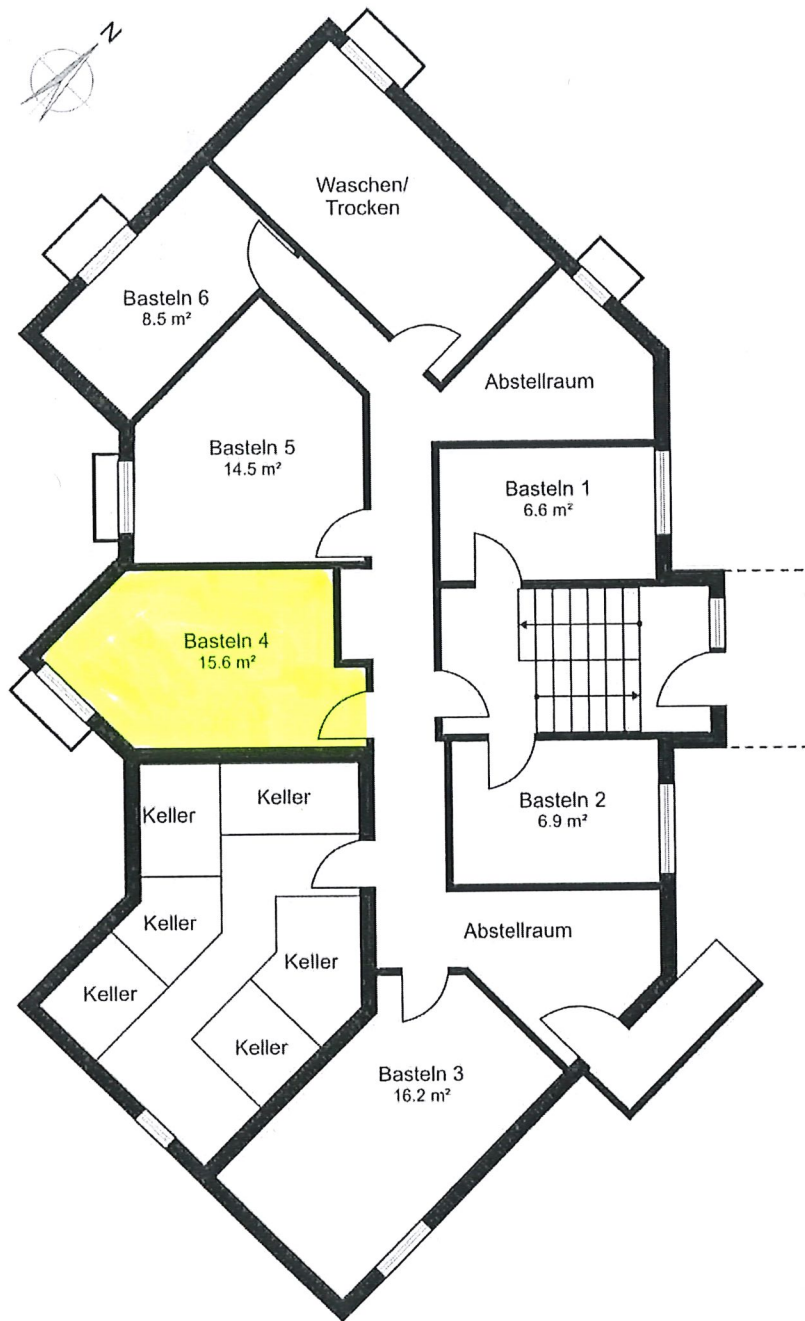 N
Waschen/
Trocken
Basteln 6
8.5 m²
Abstellraum
Basteln 5
14.5 m²
Basteln 1
6.6 m²
Basteln 4
15.6 m²
Keller
Keller
Basteln 2
6.9 m²
Keller
Abstellraum
Keller
Keller
Keller
Basteln 3
16.2 m²